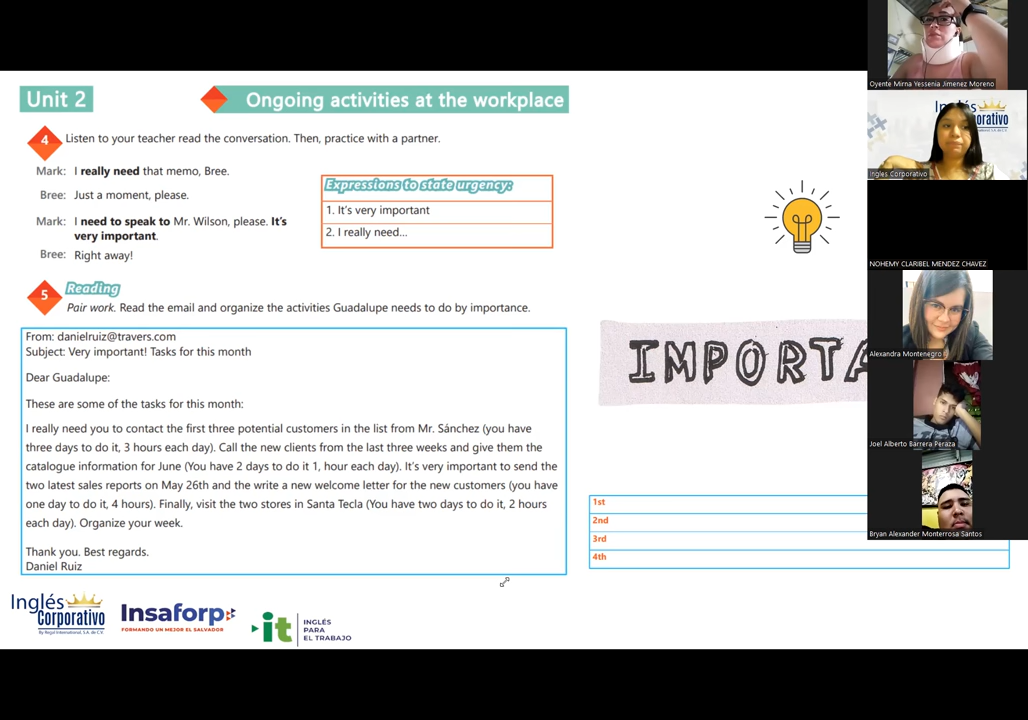 Unit 2
Ongoing activities at the workplace
4
Listen to your teacher read the conversation. Then, practice with a partner.
Mark: I really need that memo, Bree.
Bree: Just a moment, please.
Mark: I need to speak to Mr. Wilson, please. It's
very important.
Bree: Right away!
Expressions to state urgency:
1. It's very important
2. I really need...
5
Reading
Pair work. Read the email and organize the activities Guadalupe needs to do by importance.
From: danielruiz@travers.com
Subject: Very important! Tasks for this month
Dear Guadalupe:
These are some of the tasks for this month:
I really need you to contact the first three potential customers in the list from Mr. Sánchez (you have
three days to do it, 3 hours each day). Call the new clients from the last three weeks and give them the
catalogue information for June (You have 2 days to do it 1, hour each day). It's very important to send the
two latest sales reports on May 26th and the write a new welcome letter for the new customers (you have
one day to do it, 4 hours). Finally, visit the two stores in Santa Tecla (You have two days to do it, 2 hours
each day). Organize your week.
Thank you. Best regards.
Daniel Ruiz
IMPORTA
1st
2nd
3rd
4th
Inglés
Corporativo
By Regal International, S.A. de C.V.
Insaforp
FORMANDO UN MEJOR EL SALVADOR
it
INGLÉS
PARA
EL TRABAJO
Oyente Mirna Yessenia Jimenez Moreno
Ingles Corporativo
NOHEMY CLARIBEL MENDEZ CHAVEZ
Alexandra Montenegro
Joel Alberto Barrera Peraza
Bryan Alexander Monterrosa Santos